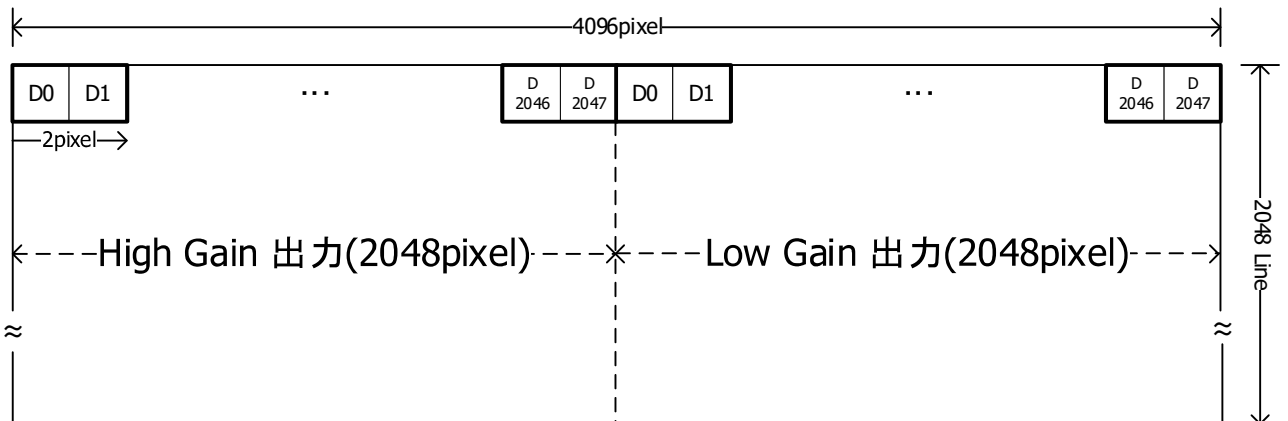 4096pixel
D0 D1 ... D 2046 D 2047 D0 D1 ... D 2046 D 2047
2pixel
High Gain 出力(2048pixel) Low Gain 出力(2048pixel)
2048 Line
≈ ≈